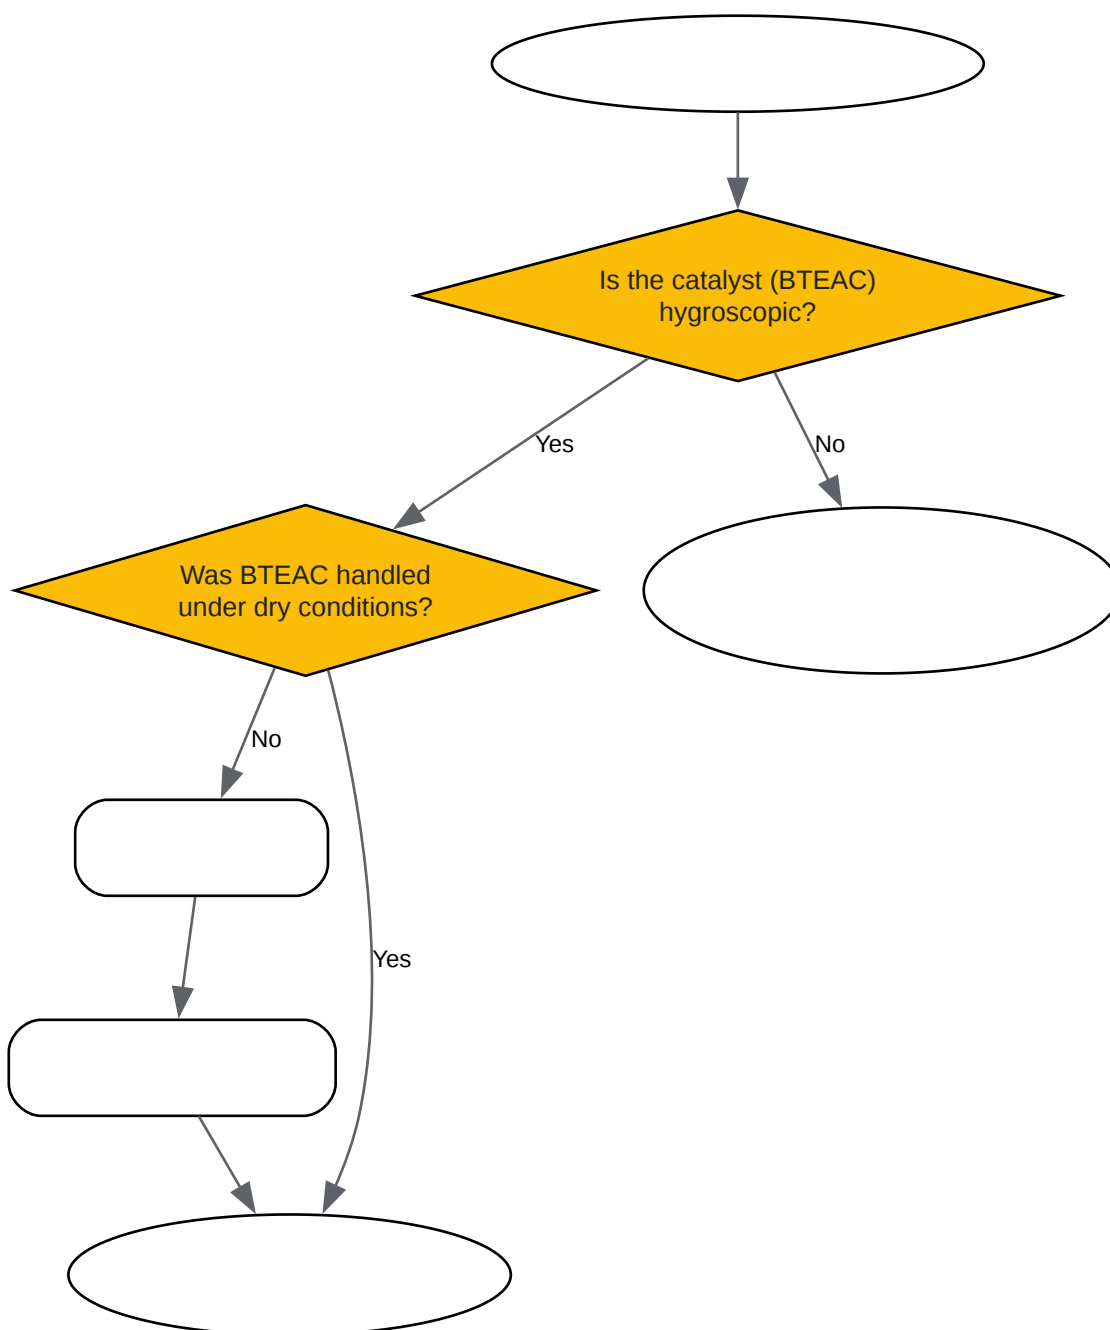 Is the catalyst (BTEAC)
hygroscopic?
Yes
No
Was BTEAC handled
under dry conditions?
No
Yes